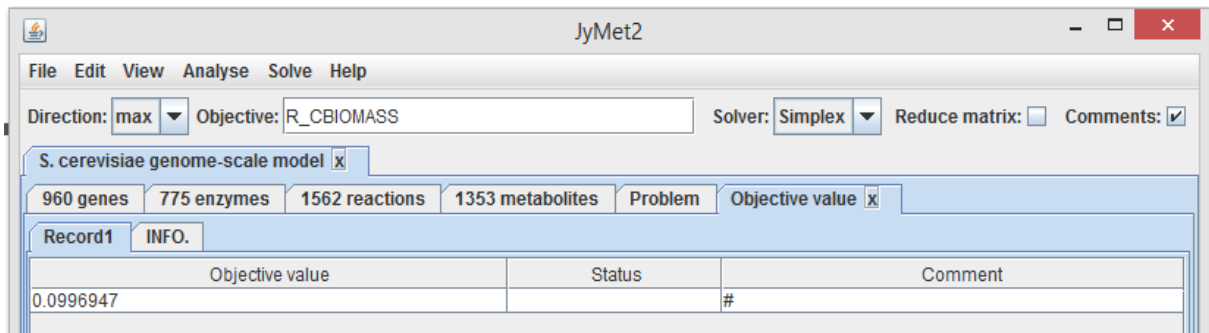 JyMet2
File Edit View Analyse Solve Help
Direction: max Objective: R_CBIOMASS Solver: Simplex Reduce matrix: Comments:
S. cerevisiae genome-scale model x
960 genes 775 enzymes 1562 reactions 1353 metabolites Problem Objective value x
Record1 INFO.
Objective value Status Comment
0.0996947 #